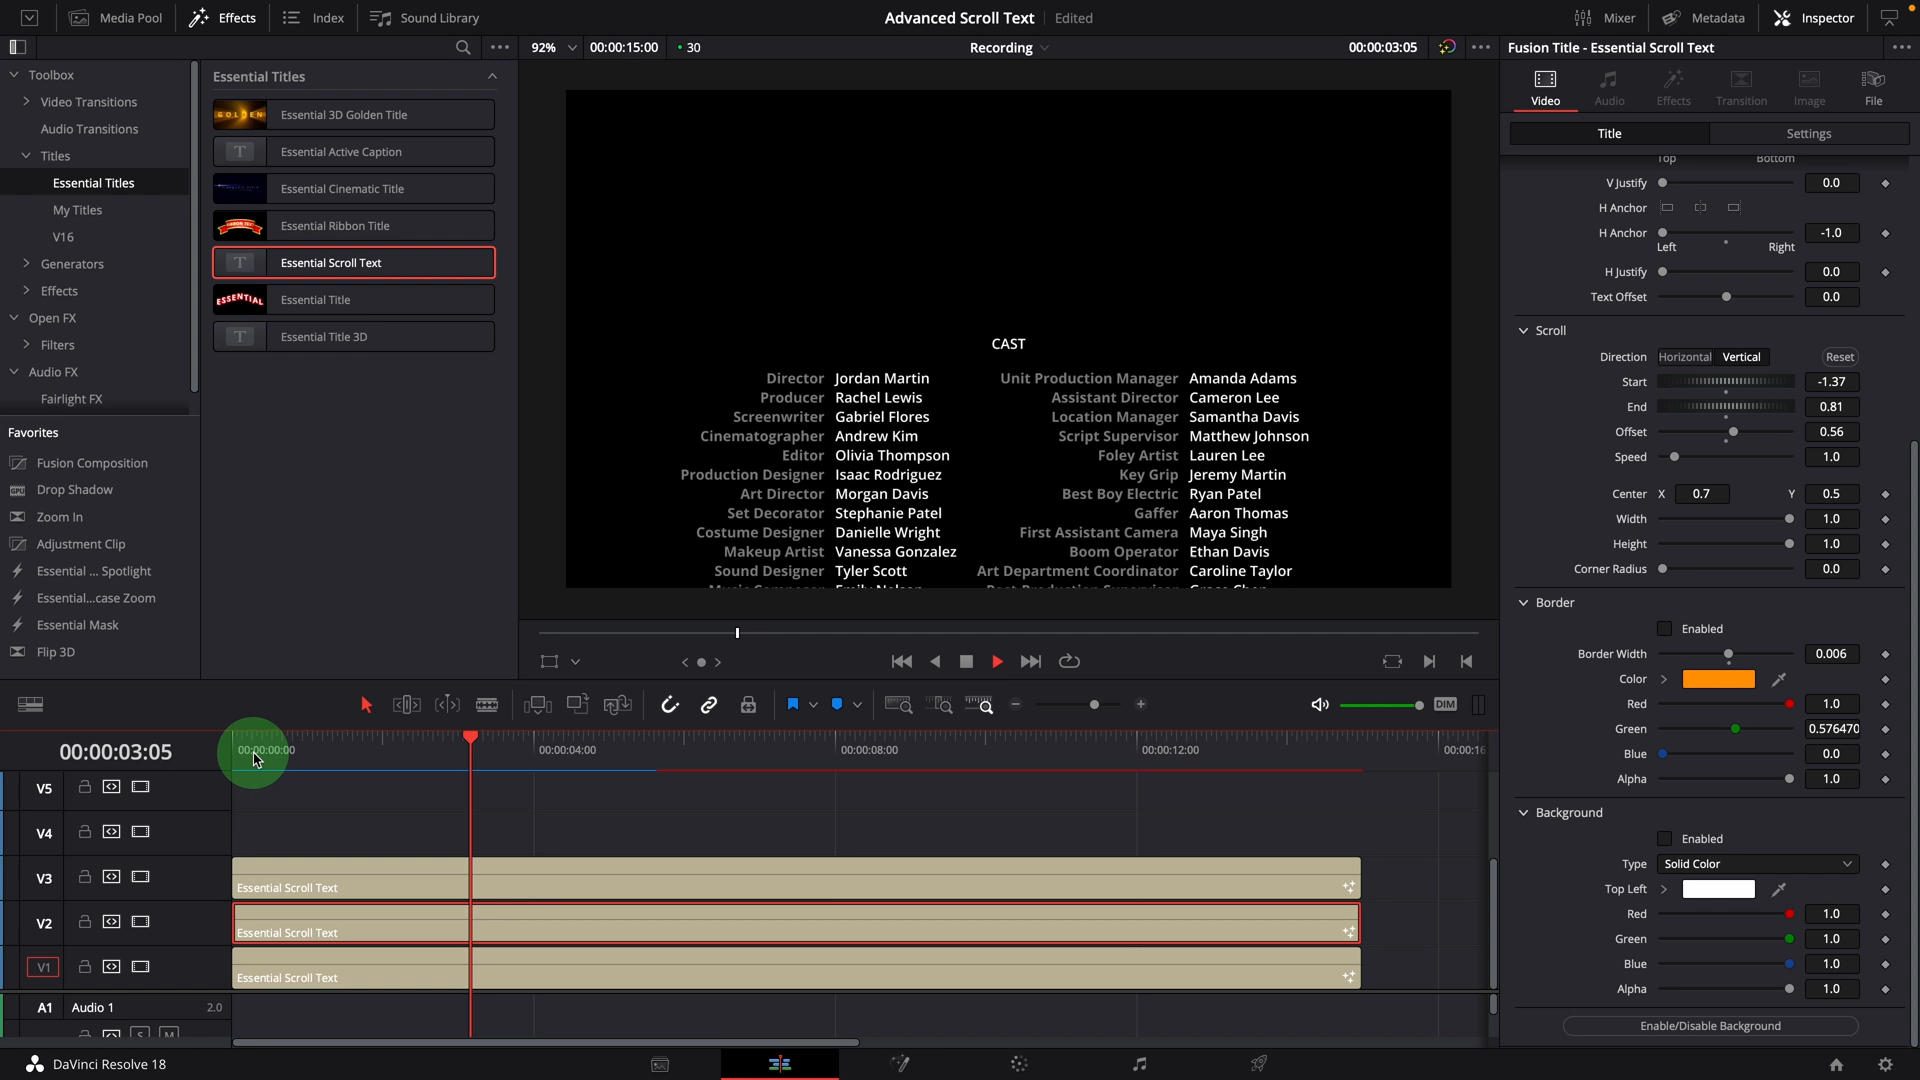 Media Pool
Effects
Index
Sound Library
Advanced Scroll Text
Edited
Mixer
Metadata
Inspector
92%
00:00:15:00
30
Recording
00:00:03:05
Fusion Title - Essential Scroll Text
Toolbox
Video Transitions
Audio Transitions
Titles
Essential Titles
My Titles
V16
Generators
Effects
Open FX
Filters
Audio FX
Fairlight FX
Favorites
Fusion Composition
Drop Shadow
Zoom In
Adjustment Clip
Essential ... Spotlight
Essential...case Zoom
Essential Mask
Flip 3D
Essential Titles
GOLDEN
Essential 3D Golden Title
T
Essential Active Caption
Essential Cinematic Title
RIBBON TEXT
Essential Ribbon Title
T
Essential Scroll Text
ESSENTIAL
Essential Title
T
Essential Title 3D
CAST
Director Jordan Martin
Producer Rachel Lewis
Screenwriter Gabriel Flores
Cinematographer Andrew Kim
Editor Olivia Thompson
Production Designer Isaac Rodriguez
Art Director Morgan Davis
Set Decorator Stephanie Patel
Costume Designer Danielle Wright
Makeup Artist Vanessa Gonzalez
Sound Designer Tyler Scott
Unit Production Manager Amanda Adams
Assistant Director Cameron Lee
Location Manager Samantha Davis
Script Supervisor Matthew Johnson
Foley Artist Lauren Lee
Key Grip Jeremy Martin
Best Boy Electric Ryan Patel
Gaffer Aaron Thomas
First Assistant Camera Maya Singh
Boom Operator Ethan Davis
Art Department Coordinator Caroline Taylor
Video
Audio
Effects
Transition
Image
File
Title
Settings
Top Bottom
V Justify 0.0
H Anchor
H Anchor -1.0
Left Right
H Justify 0.0
Text Offset 0.0
Scroll
Direction Horizontal Vertical Reset
Start -1.37
End 0.81
Offset 0.56
Speed 1.0
Center X 0.7 Y 0.5
Width 1.0
Height 1.0
Corner Radius 0.0
Border
Enabled
Border Width 0.006
Color
Red 1.0
Green 0.576470
Blue 0.0
Alpha 1.0
Background
Enabled
Type Solid Color
Top Left
Red 1.0
Green 1.0
Blue 1.0
Alpha 1.0
Enable/Disable Background
DIM
00:00:03:05
00:00:00:00
00:00:04:00
00:00:08:00
00:00:12:00
00:00:16
V5
V4
V3
Essential Scroll Text
V2
Essential Scroll Text
V1
Essential Scroll Text
A1 Audio 1 2.0
S M
DaVinci Resolve 18